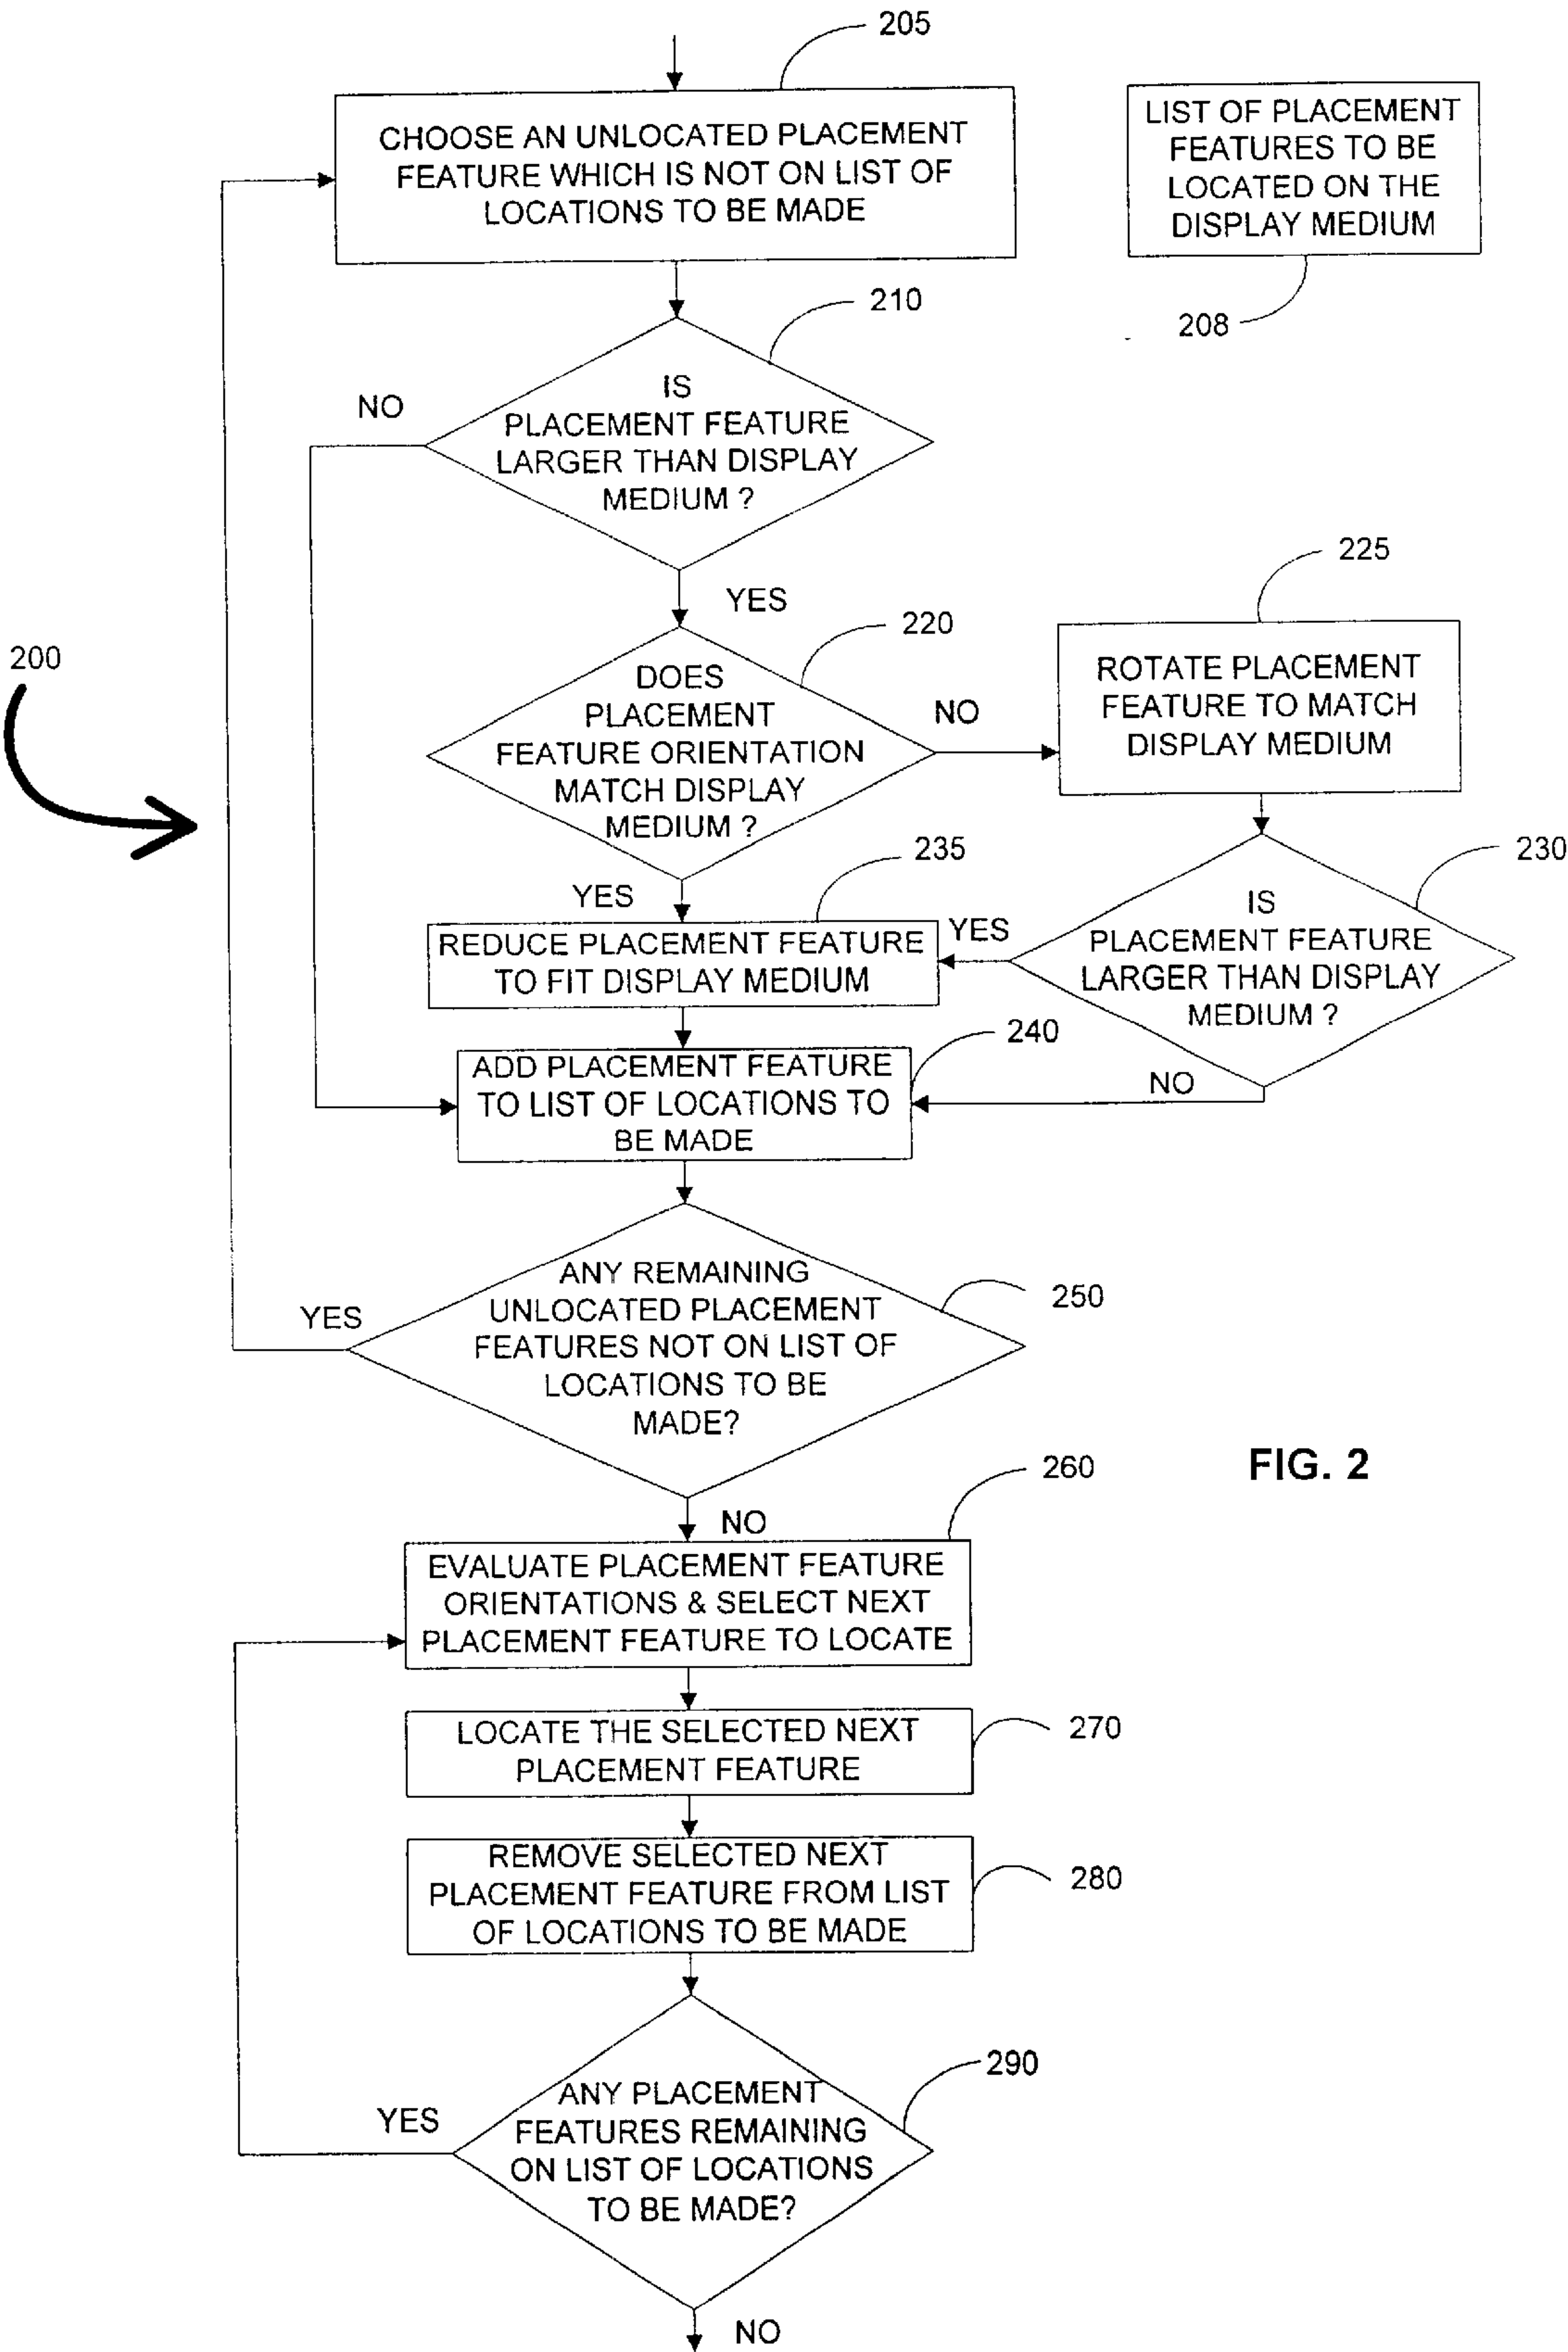 205
CHOOSE AN UNLOCATED PLACEMENT
FEATURE WHICH IS NOT ON LIST OF
LOCATIONS TO BE MADE
LIST OF PLACEMENT
FEATURES TO BE
LOCATED ON THE
DISPLAY MEDIUM
208
210
IS
PLACEMENT FEATURE
LARGER THAN DISPLAY
MEDIUM ?
NO
YES
200
220
DOES
PLACEMENT
FEATURE ORIENTATION
MATCH DISPLAY
MEDIUM ?
NO
225
ROTATE PLACEMENT
FEATURE TO MATCH
DISPLAY MEDIUM
YES
235
REDUCE PLACEMENT FEATURE
TO FIT DISPLAY MEDIUM
YES
230
IS
PLACEMENT FEATURE
LARGER THAN DISPLAY
MEDIUM ?
NO
240
ADD PLACEMENT FEATURE
TO LIST OF LOCATIONS TO
BE MADE
250
ANY REMAINING
UNLOCATED PLACEMENT
FEATURES NOT ON LIST OF
LOCATIONS TO BE
MADE?
YES
NO
FIG. 2
260
EVALUATE PLACEMENT FEATURE
ORIENTATIONS & SELECT NEXT
PLACEMENT FEATURE TO LOCATE
LOCATE THE SELECTED NEXT
PLACEMENT FEATURE
270
REMOVE SELECTED NEXT
PLACEMENT FEATURE FROM LIST
OF LOCATIONS TO BE MADE
280
290
ANY PLACEMENT
FEATURES REMAINING
ON LIST OF LOCATIONS
TO BE MADE?
YES
NO